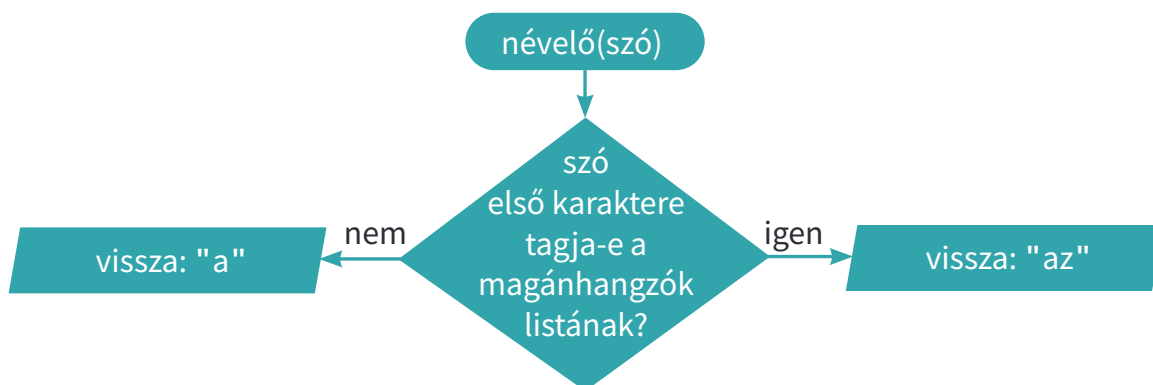 névelő(szó)
szó
első karaktere
tagja-e a
magánhangzók
listának?
nem
vissza: "a"
igen
vissza: "az"